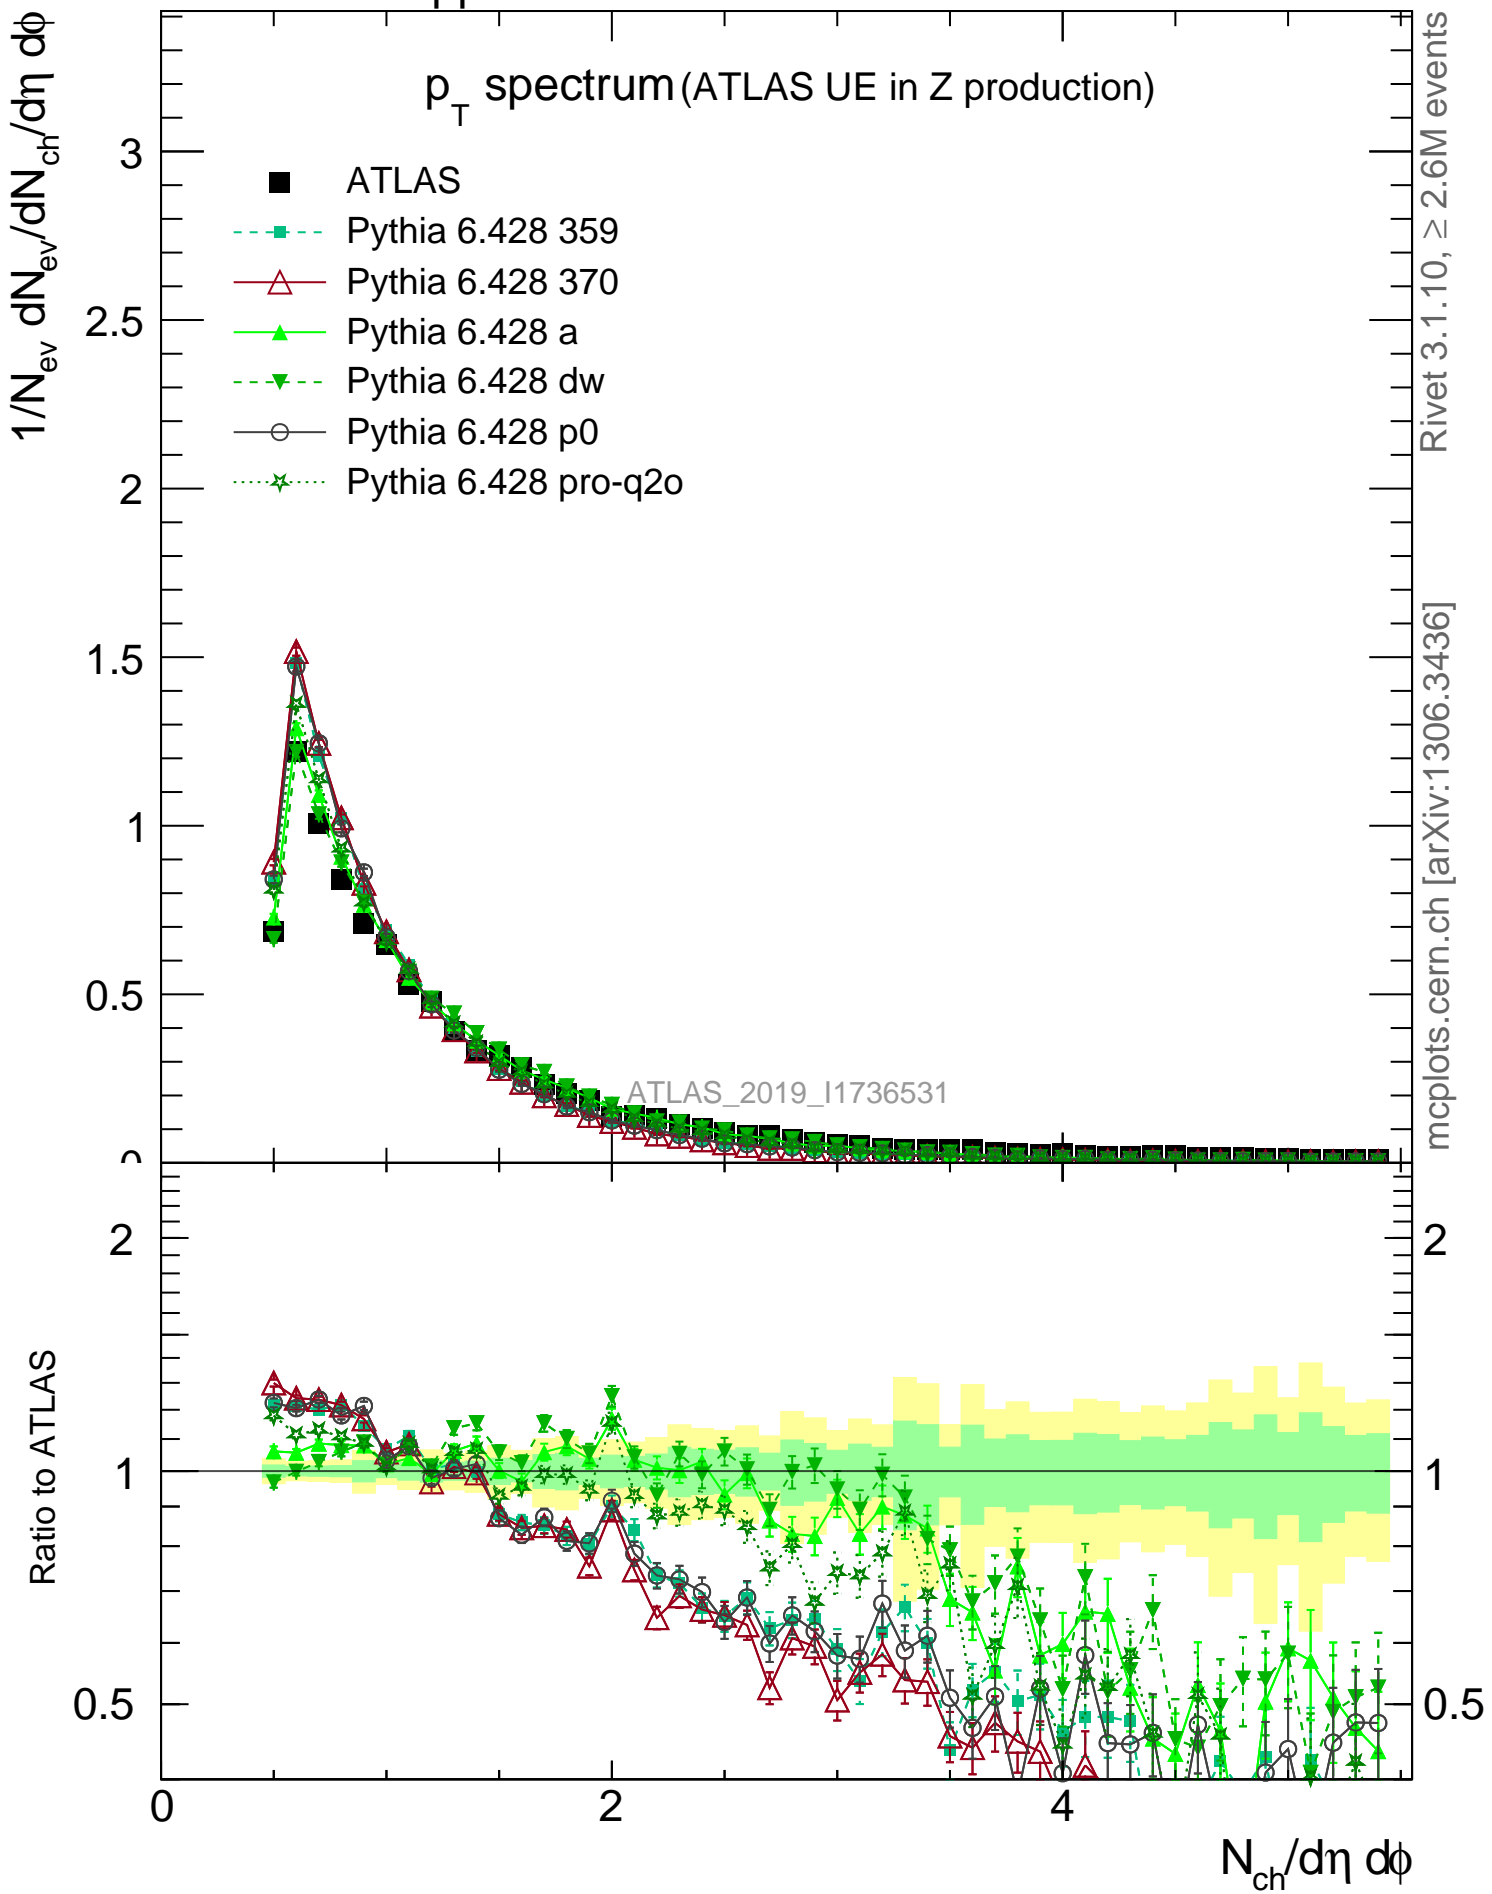 p_T spectrum (ATLAS UE in Z production)
1/N_ev dN_ev/dN_ch/dη dϕ
3
2.5
2
1.5
1
0.5
0
ATLAS
Pythia 6.428 359
Pythia 6.428 370
Pythia 6.428 a
Pythia 6.428 dw
Pythia 6.428 p0
Pythia 6.428 pro-q2o
ATLAS_2019_I1736531
Rivet 3.1.10, ≥ 2.6M events
mcplots.cern.ch [arXiv:1306.3436]
Ratio to ATLAS
2
1
0.5
2
1
0.5
0
2
4
N_ch/dη dϕ